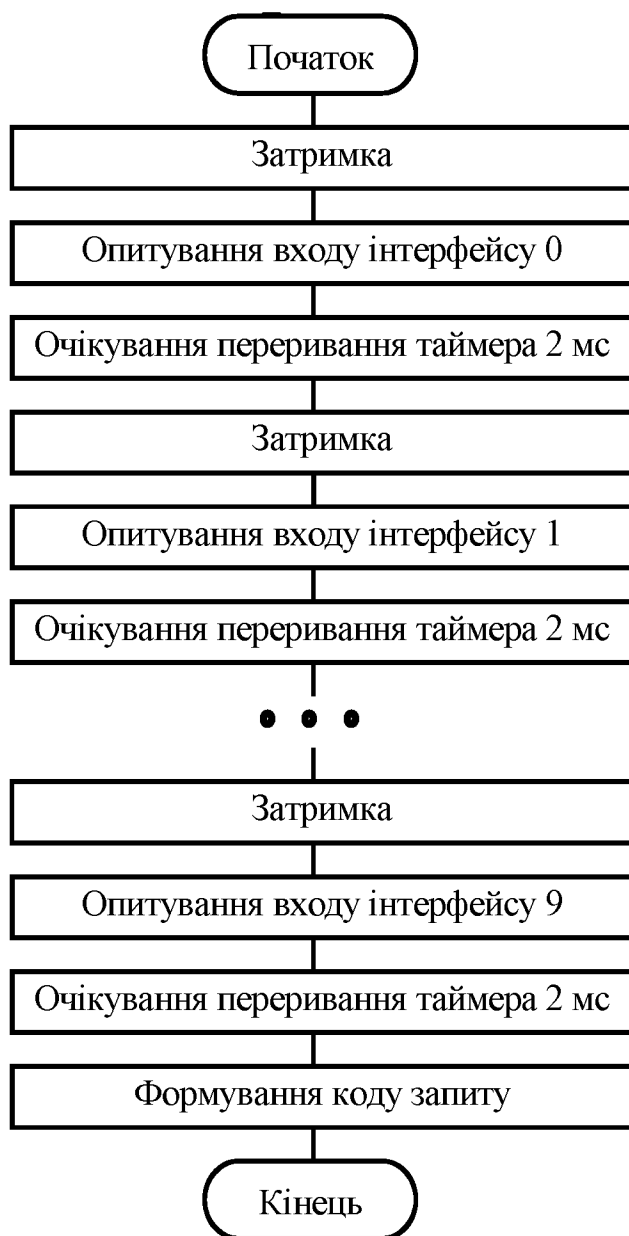 Початок
Затримка
Опитування входу інтерфейсу 0
Очікування переривання таймера 2 мс
Затримка
Опитування входу інтерфейсу 1
Очікування переривання таймера 2 мс
Затримка
Опитування входу інтерфейсу 9
Очікування переривання таймера 2 мс
Формування коду запиту
Кінець